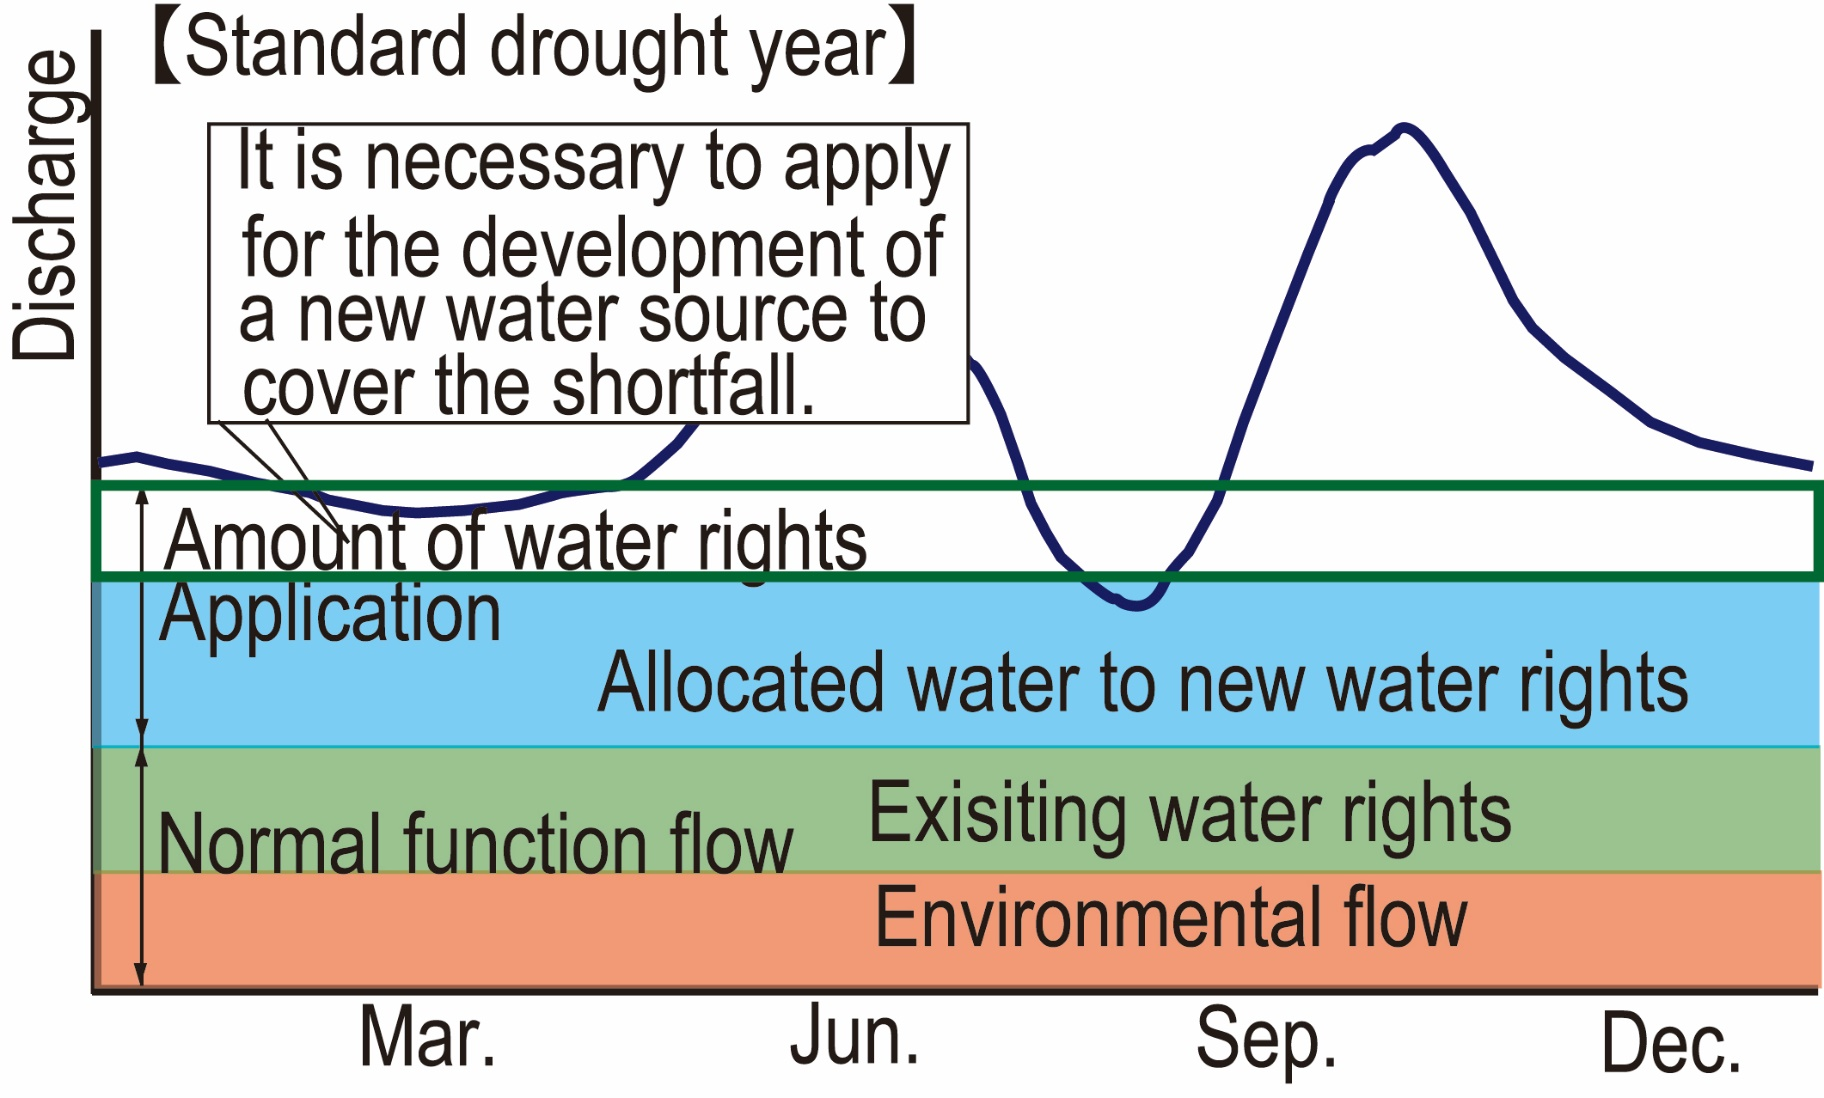 【Standard drought year】
Discharge
It is necessary to apply
for the development of
a new water source to
cover the shortfall.
Amount of water rights
Application
Allocated water to new water rights
Exisiting water rights
Normal function flow
Environmental flow
Mar. Jun. Sep. Dec.